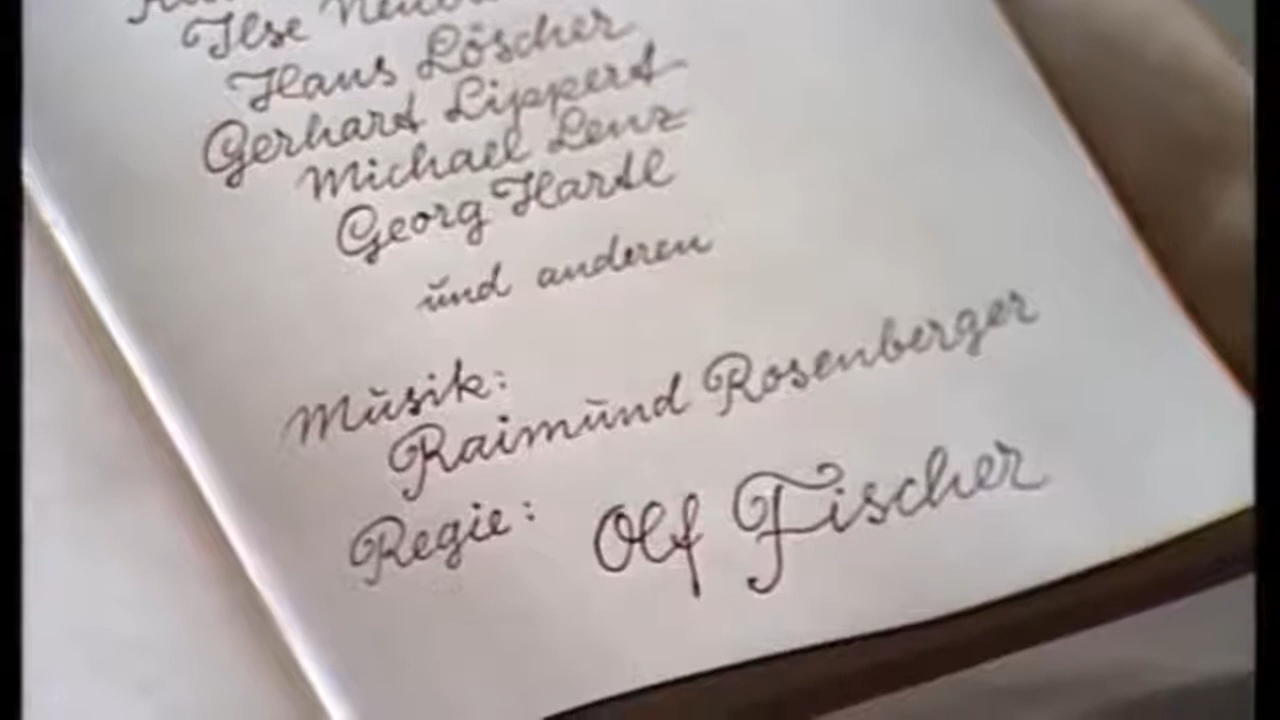 Ilse
Hans Löscher
Gerhart Lippert
Michael Lenz
Georg Hartl
und anderen
Musik:
Raimund Rosenberger
Regie: Olf Fischer